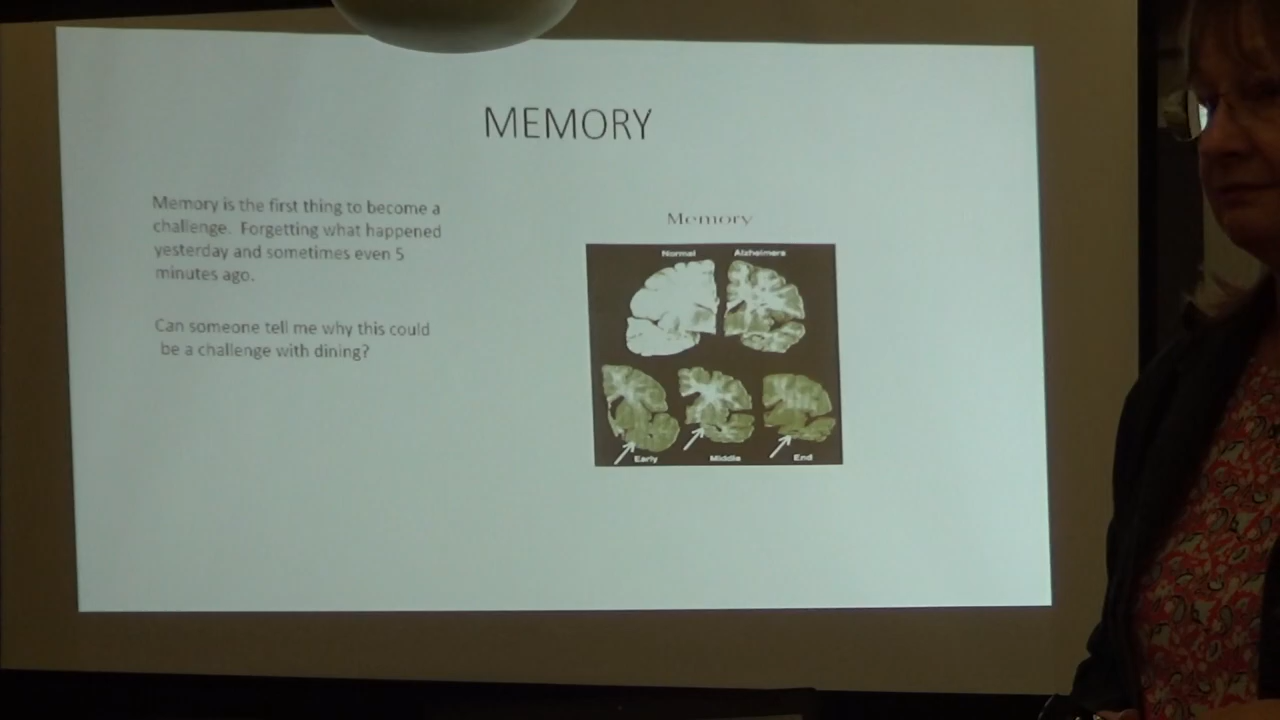 MEMORY
Memory is the first thing to become a
challenge. Forgetting what happened
yesterday and sometimes even 5
minutes ago.
Can someone tell me why this could
be a challenge with dining?
Memory
Normal Alzheimers
Early Middle End